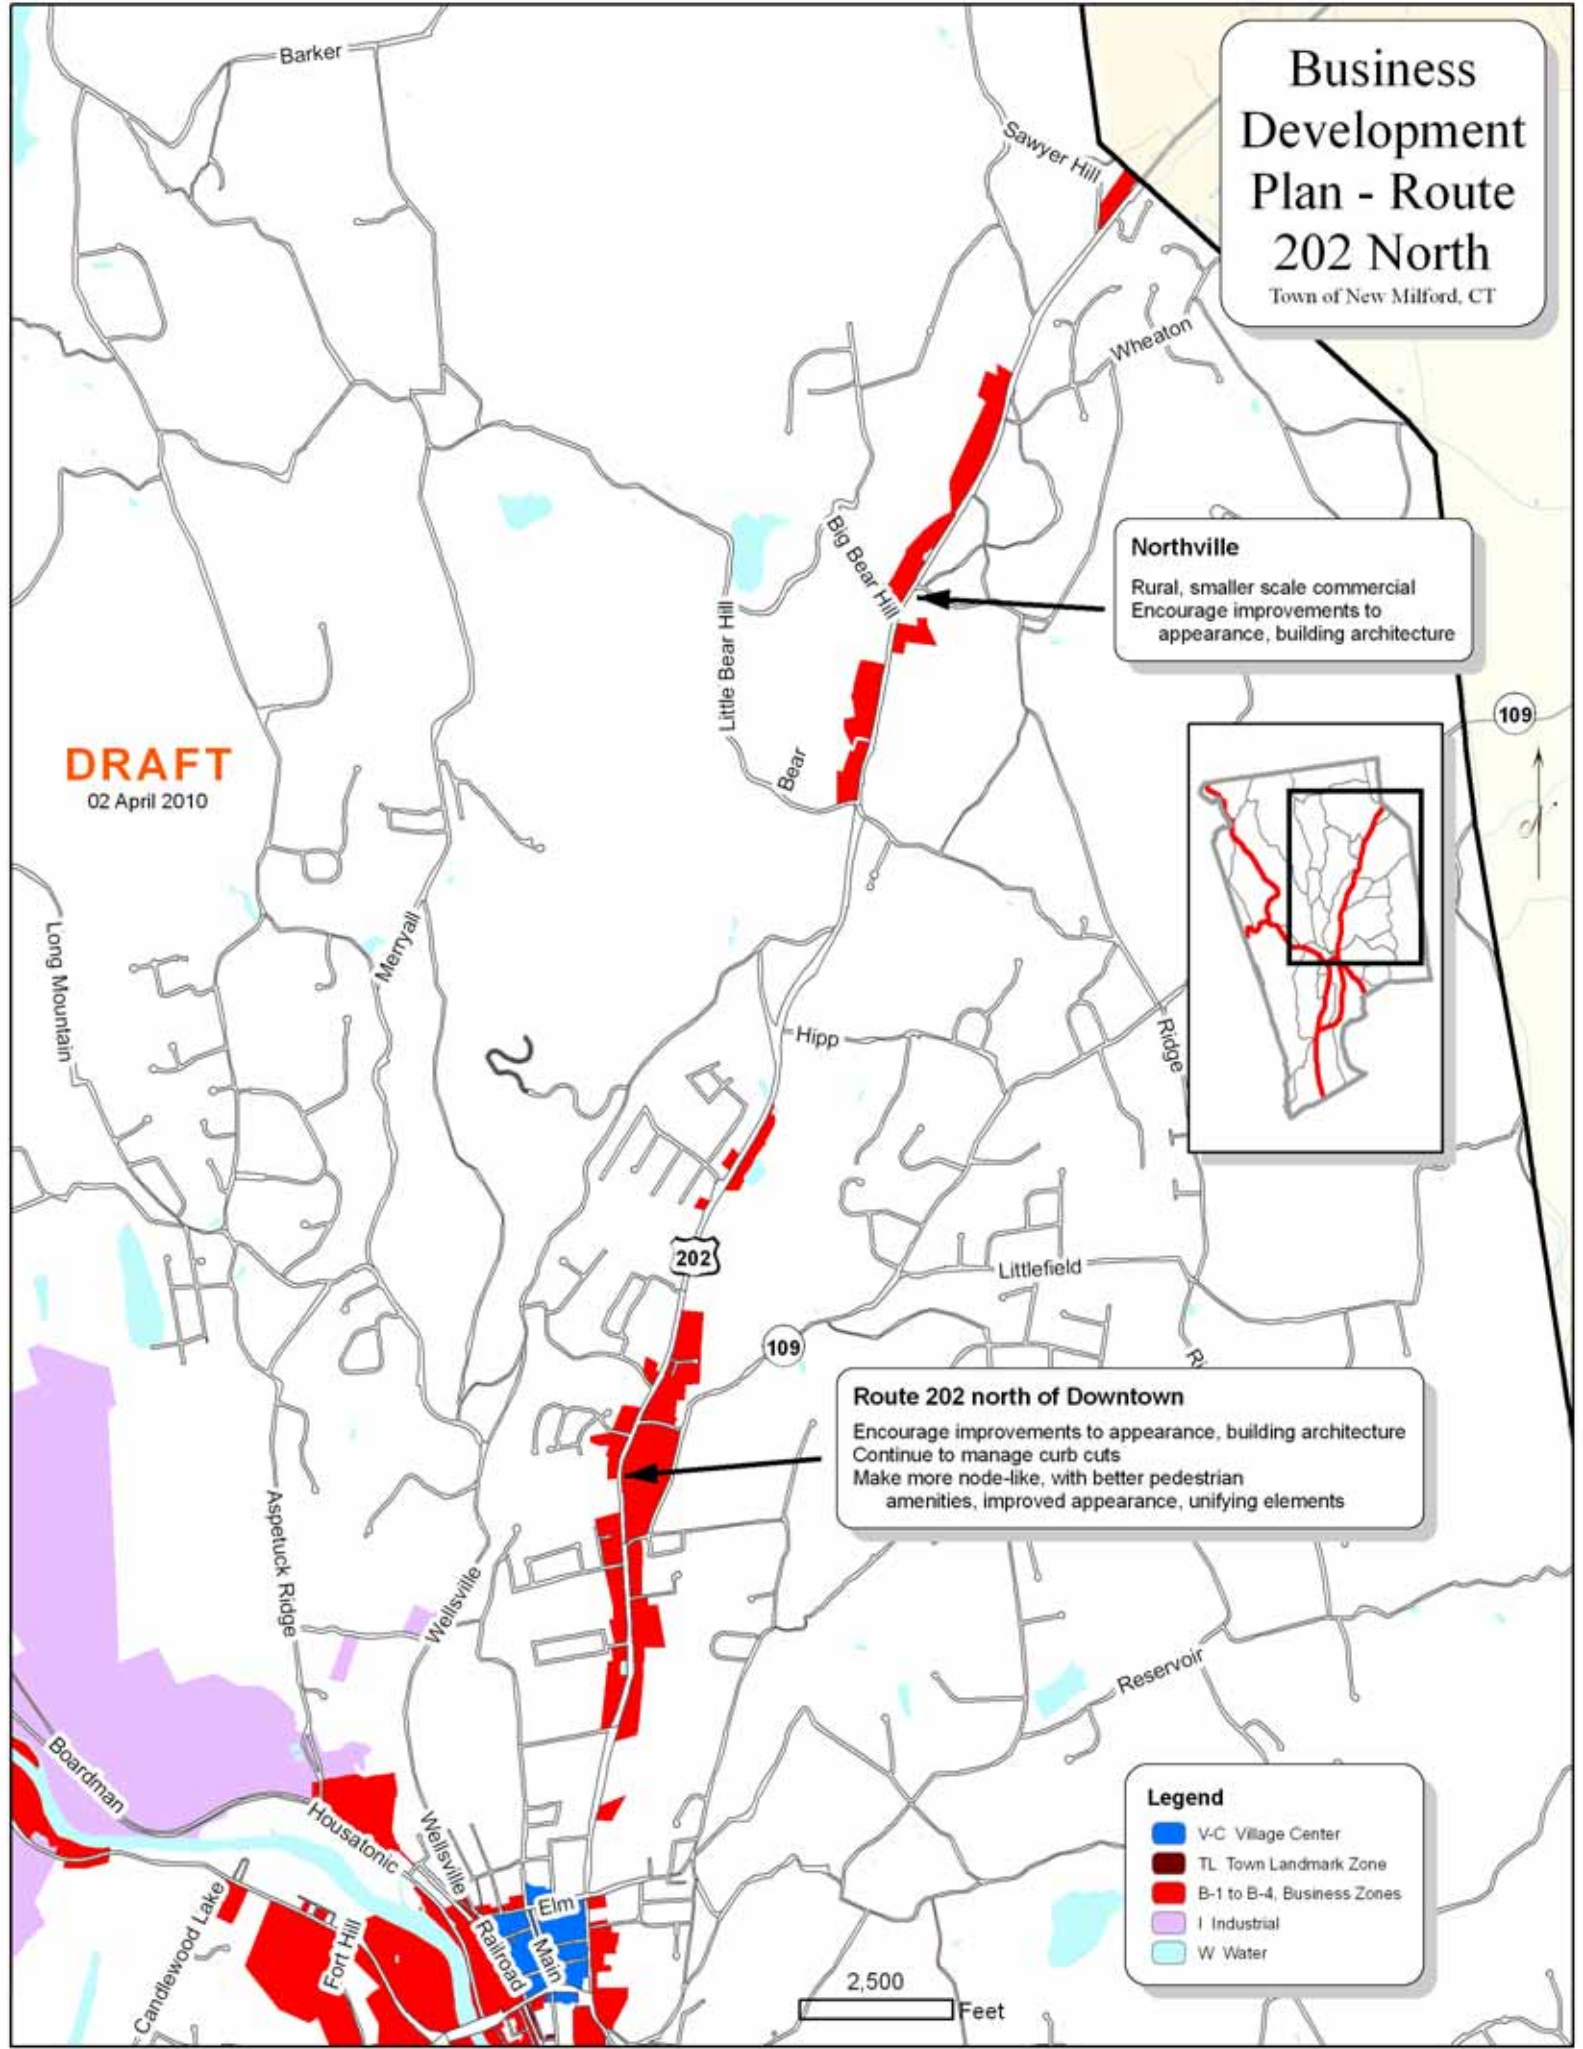 Business
Development
Plan - Route
202 North
Town of New Milford, CT
Barker
Sawyer Hill
Wheaton
Big Bear Hill
Northville
Rural, smaller scale commercial
Encourage improvements to
appearance, building architecture
Little Bear Hill
Bear
109
DRAFT
02 April 2010
Long Mountain
Merryall
Hipp
Ridge
202
Littlefield
109
Ri
Route 202 north of Downtown
Encourage improvements to appearance, building architecture
Continue to manage curb cuts
Make more node-like, with better pedestrian
amenities, improved appearance, unifying elements
Aspetuck Ridge
Wellsville
Reservoir
Boardman
Housatonic
Wellsville
Elm
Railroad
Main
Fort Hill
Candlewood Lake
2,500
Feet
Legend
V-C Village Center
TL Town Landmark Zone
B-1 to B-4, Business Zones
I Industrial
W Water